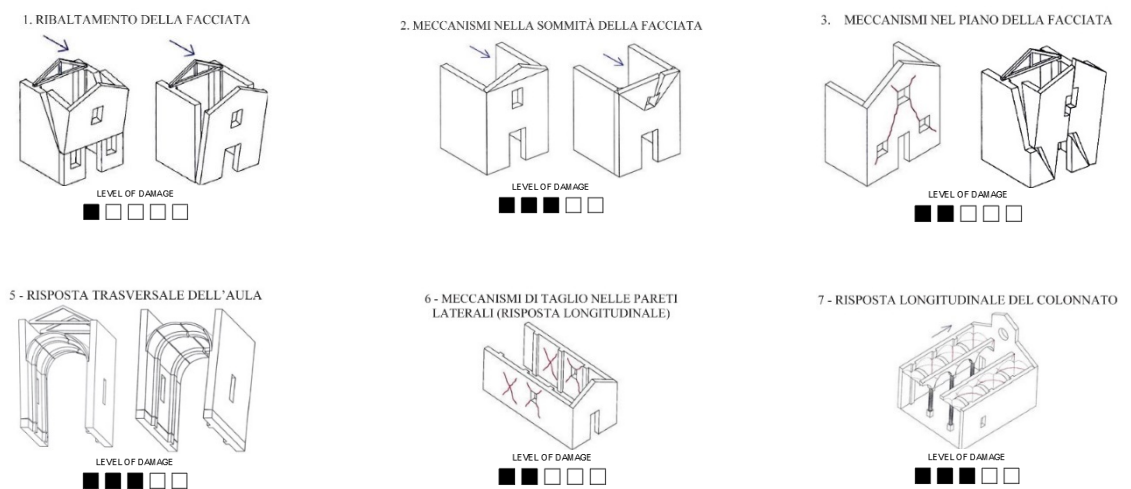 1. RIBALTAMENTO DELLA FACCIATA
2. MECCANISMI NELLA SOMMITÀ DELLA FACCIATA
3. MECCANISMI NEL PIANO DELLA FACCIATA
LEVEL OF DAMAGE
LEVEL OF DAMAGE
LEVEL OF DAMAGE
5 - RISPOSTA TRASVERSALE DELL'AULA
6 - MECCANISMI DI TAGLIO NELLE PARETI
LATERALI (RISPOSTA LONGITUDINALE)
7 - RISPOSTA LONGITUDINALE DEL COLONNATO
LEVEL OF DAMAGE
LEVEL OF DAMAGE
LEVEL OF DAMAGE